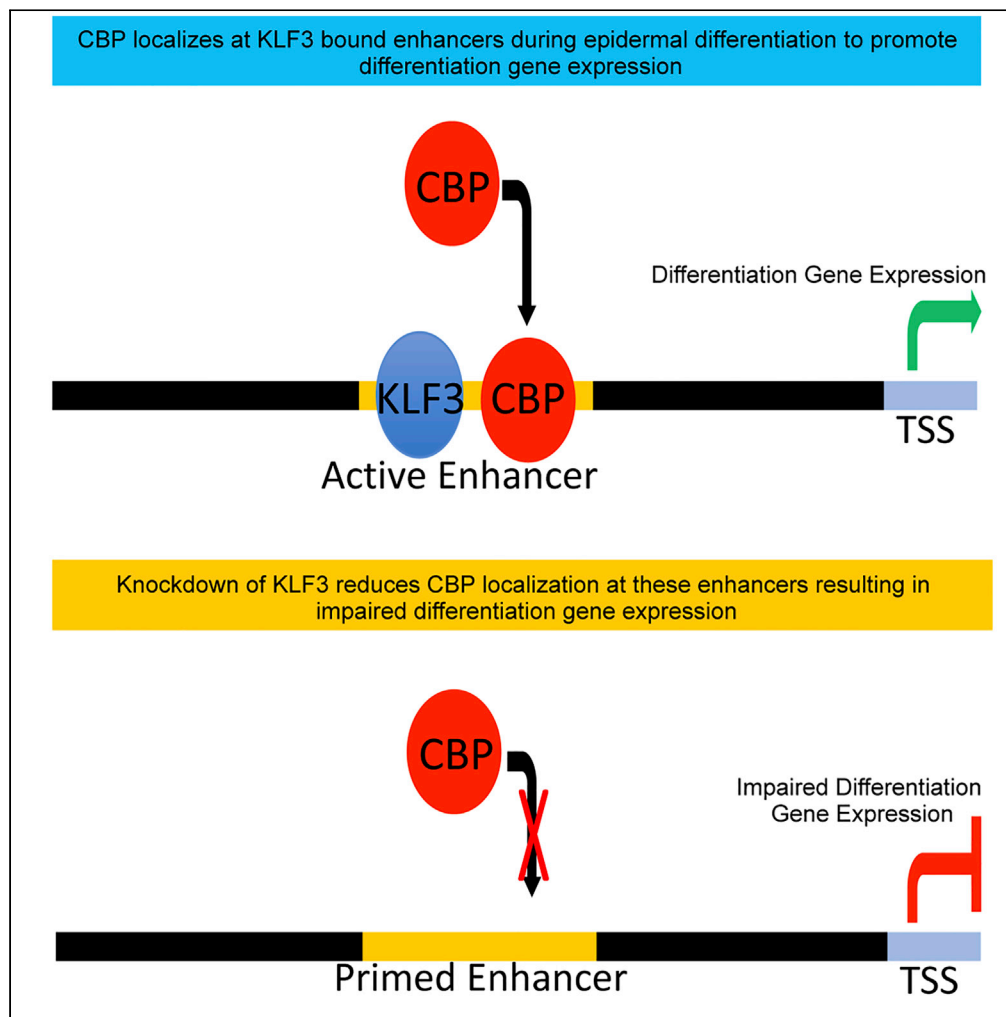 CBP localizes at KLF3 bound enhancers during epidermal differentiation to promote
differentiation gene expression
CBP
Differentiation Gene Expression
KLF3
CBP
TSS
Active Enhancer
Knockdown of KLF3 reduces CBP localization at these enhancers resulting in
impaired differentiation gene expression
CBP
Impaired Differentiation
Gene Expression
TSS
Primed Enhancer